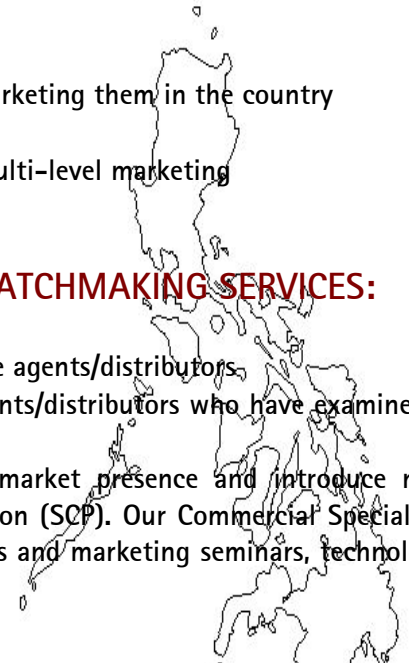 rketing them in the country
ulti-level marketing
ATCHMAKING SERVICES:
e agents/distributors
nts/distributors who have examine
market presence and introduce r
on (SCP). Our Commercial Special
s and marketing seminars, technol